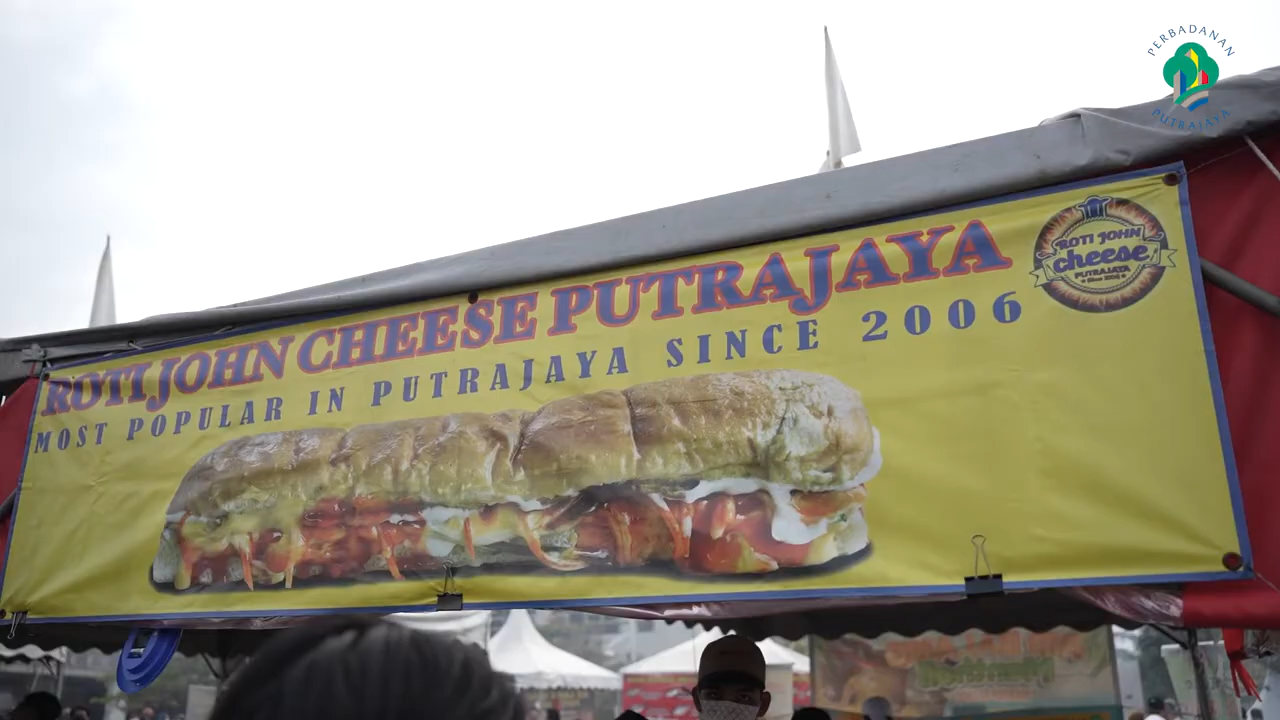 PERBADANAN
PUTRAJAYA
ROTI JOHN CHEESE PUTRAJAYA
MOST POPULAR IN PUTRAJAYA SINCE 2006
ROTI JOHN
cheese
PUTRAJAYA